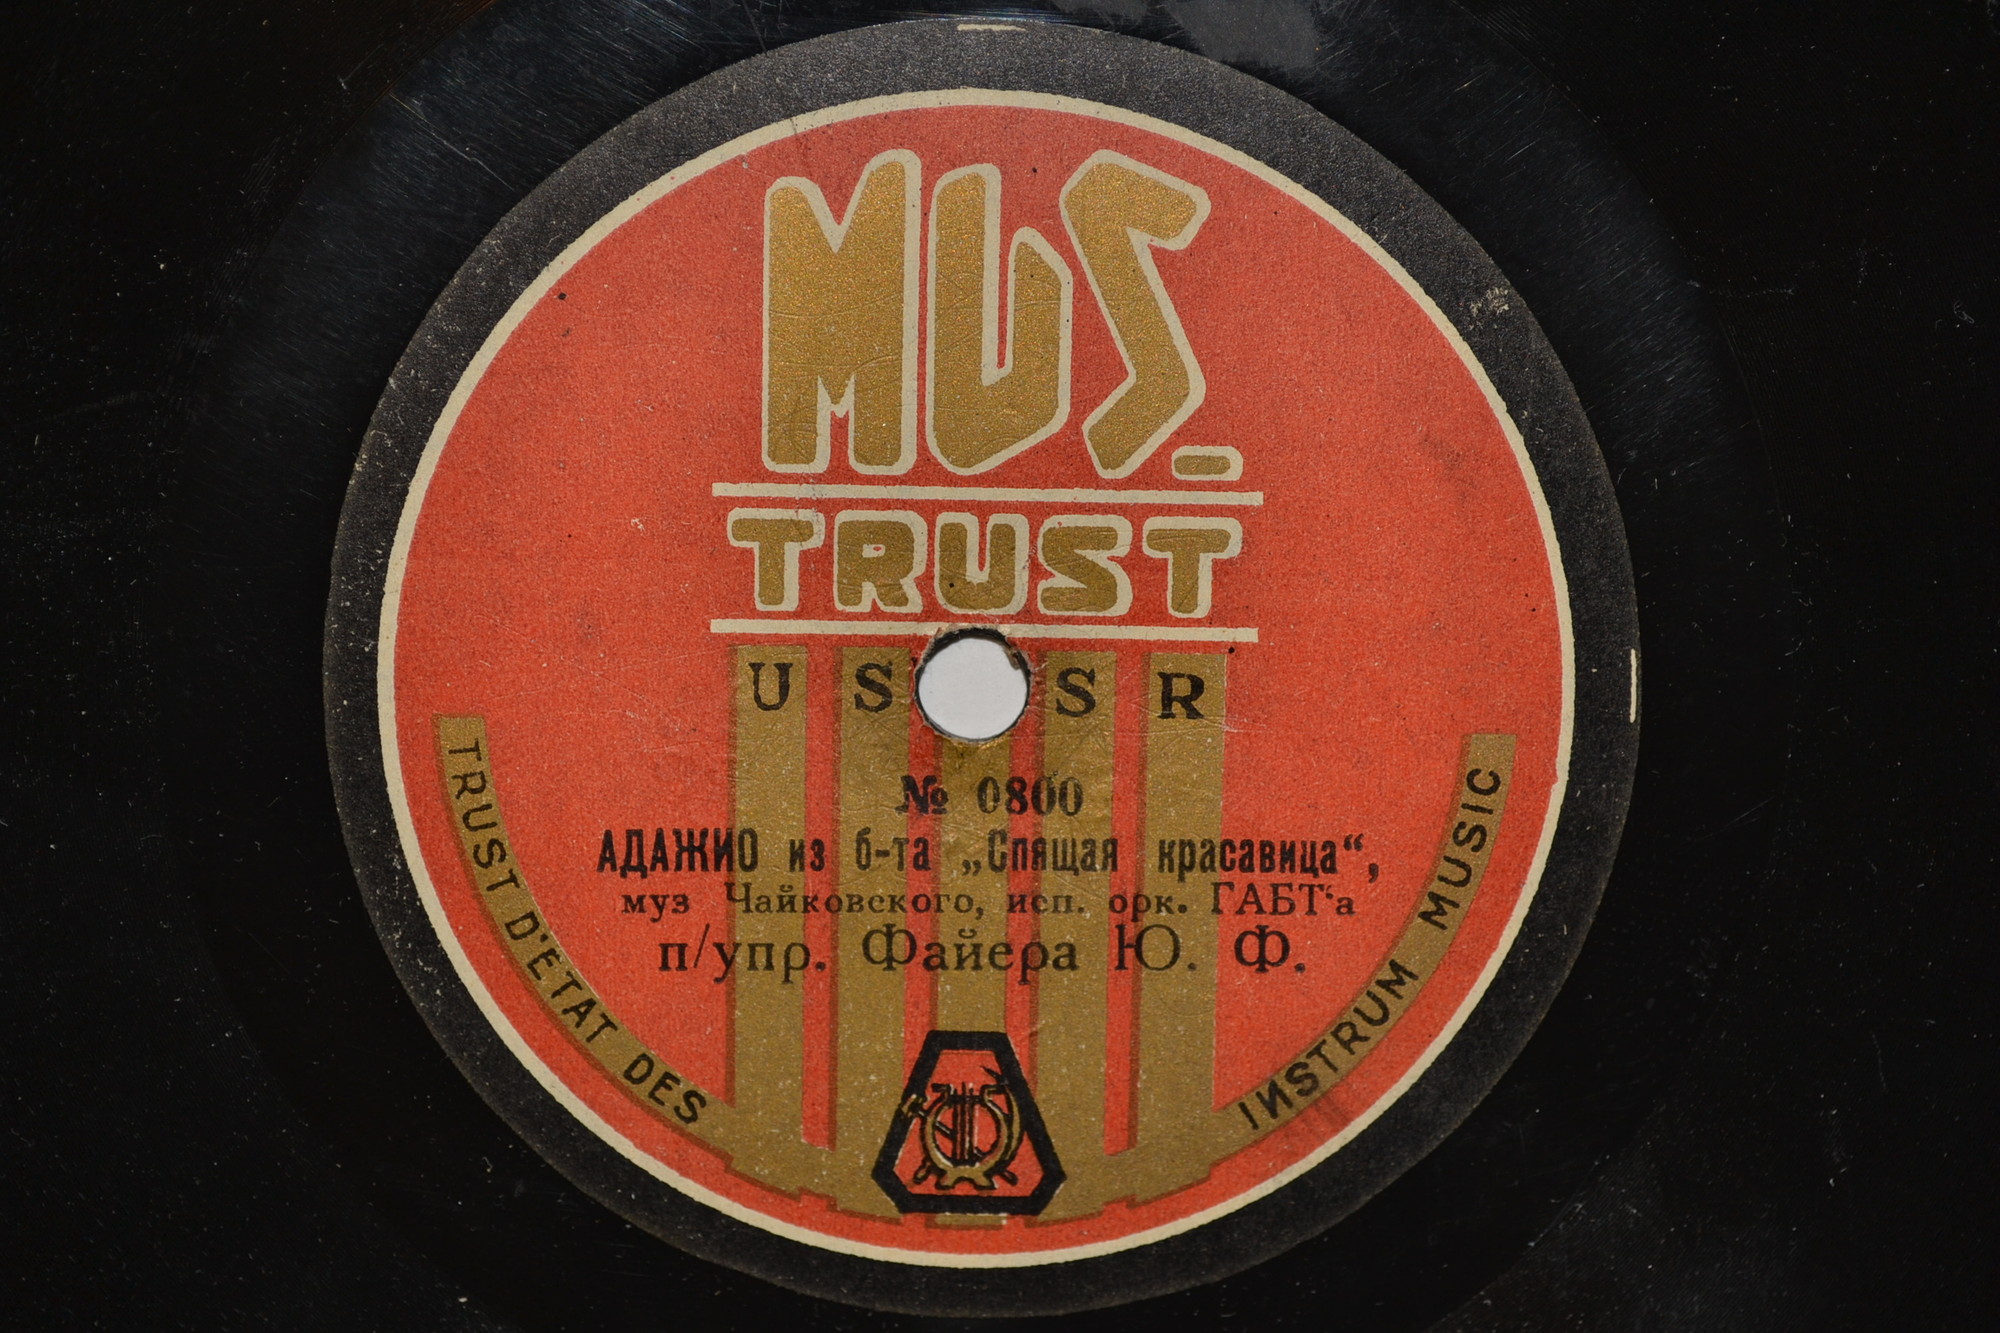 MUS.
TRUST
USSR
№ 0800
АДАЖИО из б-та „Спящая красавица“,
муз Чайковского, исп. орк. ГАБТ‘а
п/упр. Файера Ю. Ф.
TRUST D'ÉTAT DES
INSTRUM MUSIC